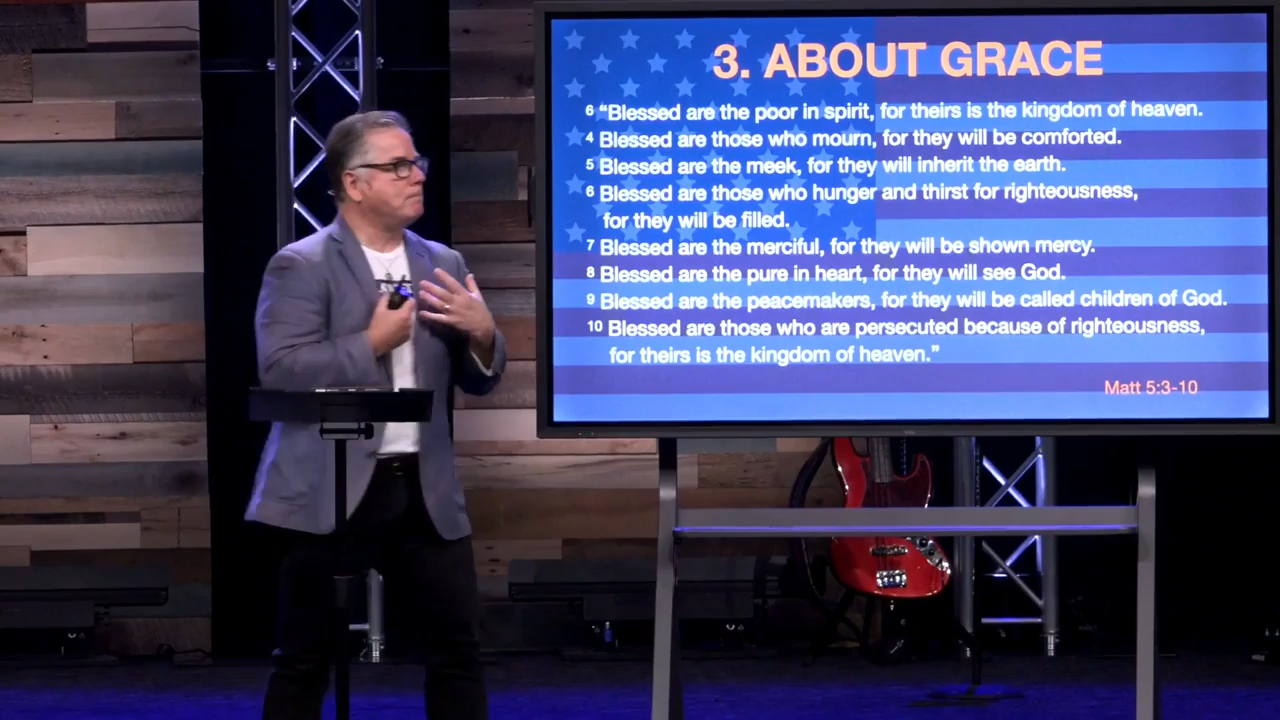 3. ABOUT GRACE
6 “Blessed are the poor in spirit, for theirs is the kingdom of heaven.
4 Blessed are those who mourn, for they will be comforted.
5 Blessed are the meek, for they will inherit the earth.
6 Blessed are those who hunger and thirst for righteousness,
for they will be filled.
7 Blessed are the merciful, for they will be shown mercy.
8 Blessed are the pure in heart, for they will see God.
9 Blessed are the peacemakers, for they will be called children of God.
10 Blessed are those who are persecuted because of righteousness,
for theirs is the kingdom of heaven.”
Matt 5:3-10